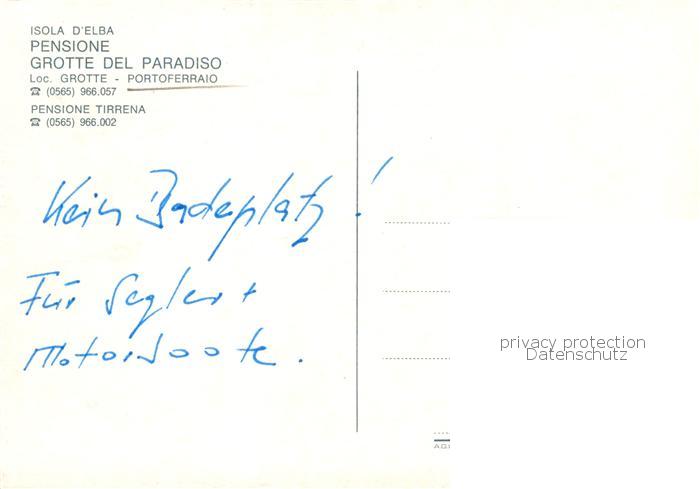 ISOLA D'ELBA
PENSIONE
GROTTE DEL PARADISO
Loc. GROTTE - PORTOFERRAIO
☎ (0565) 966.057
PENSIONE TIRRENA
☎ (0565) 966.002
Kein Badeplatz!
Für Segler +
Motorboote.
privacy protection
Datenschutz